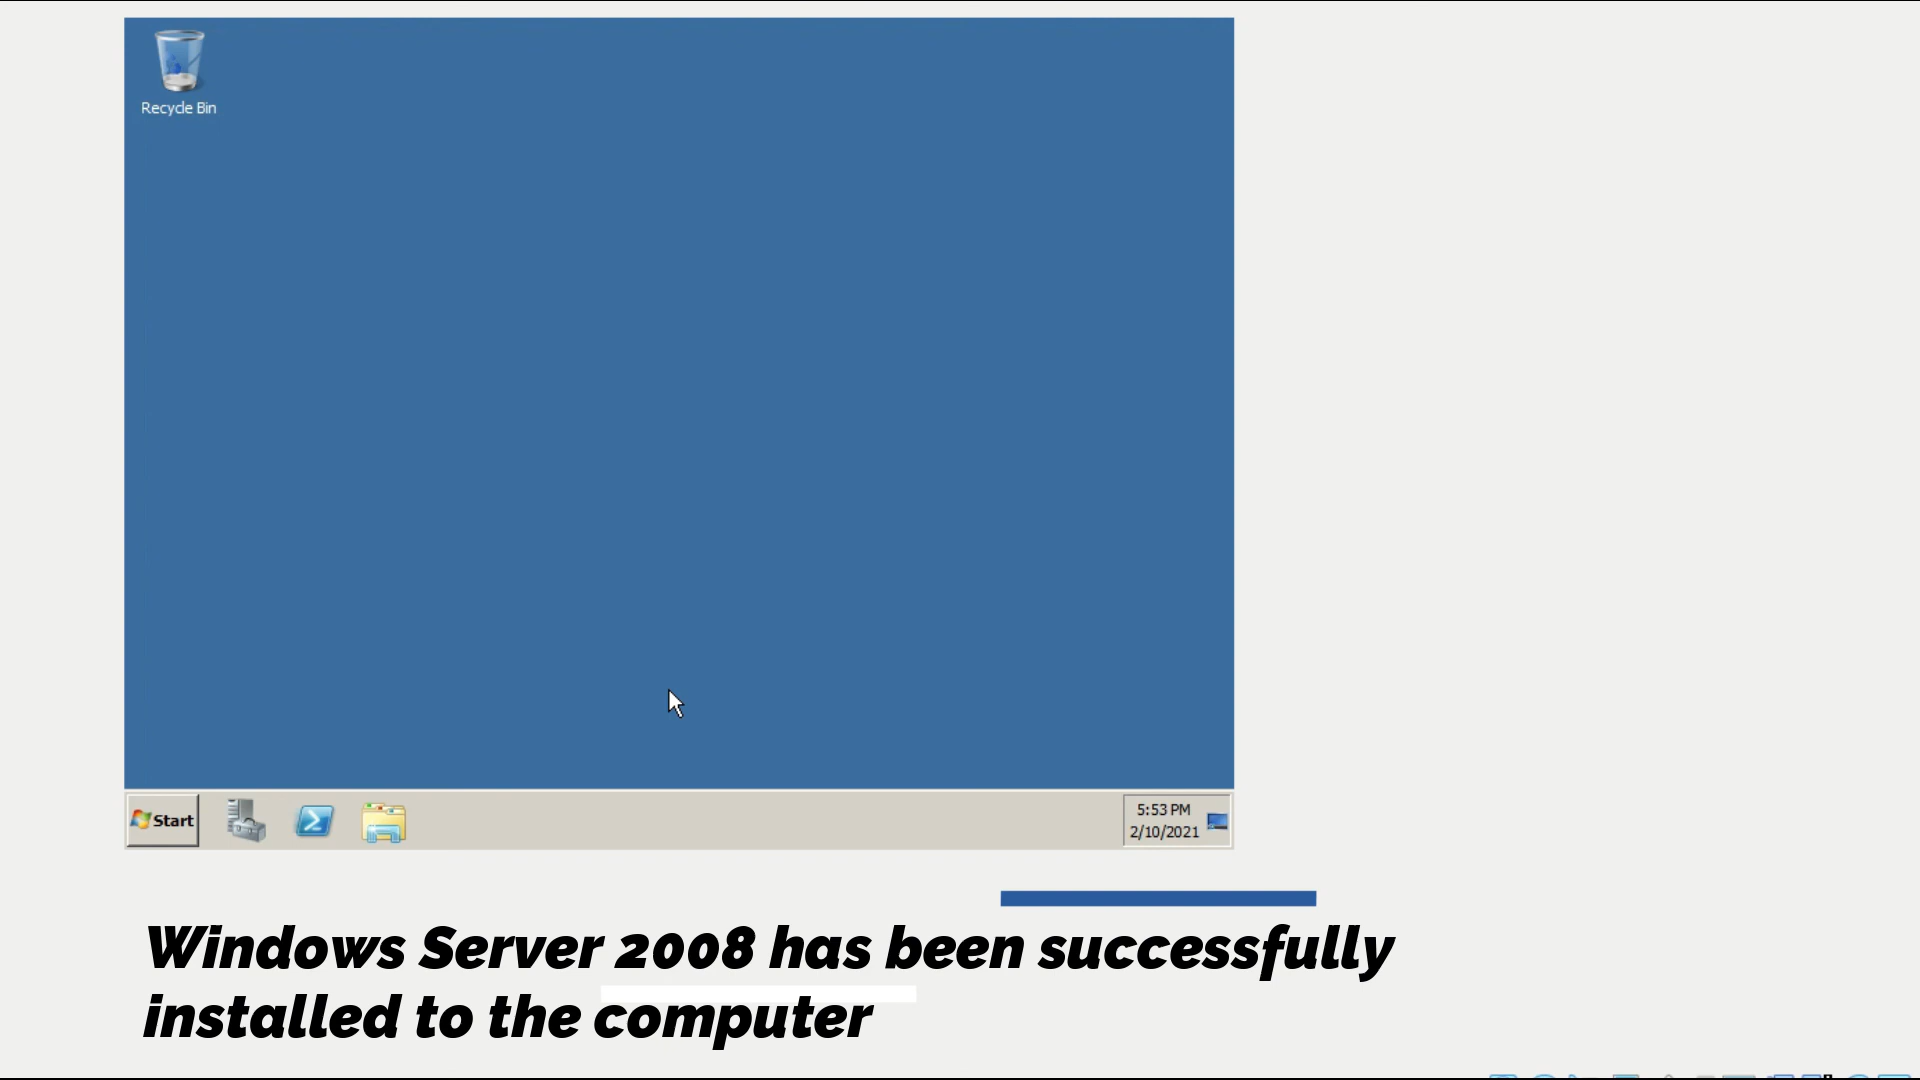 Recycle Bin
Start
5:53 PM
2/10/2021
Windows Server 2008 has been successfully
installed to the computer